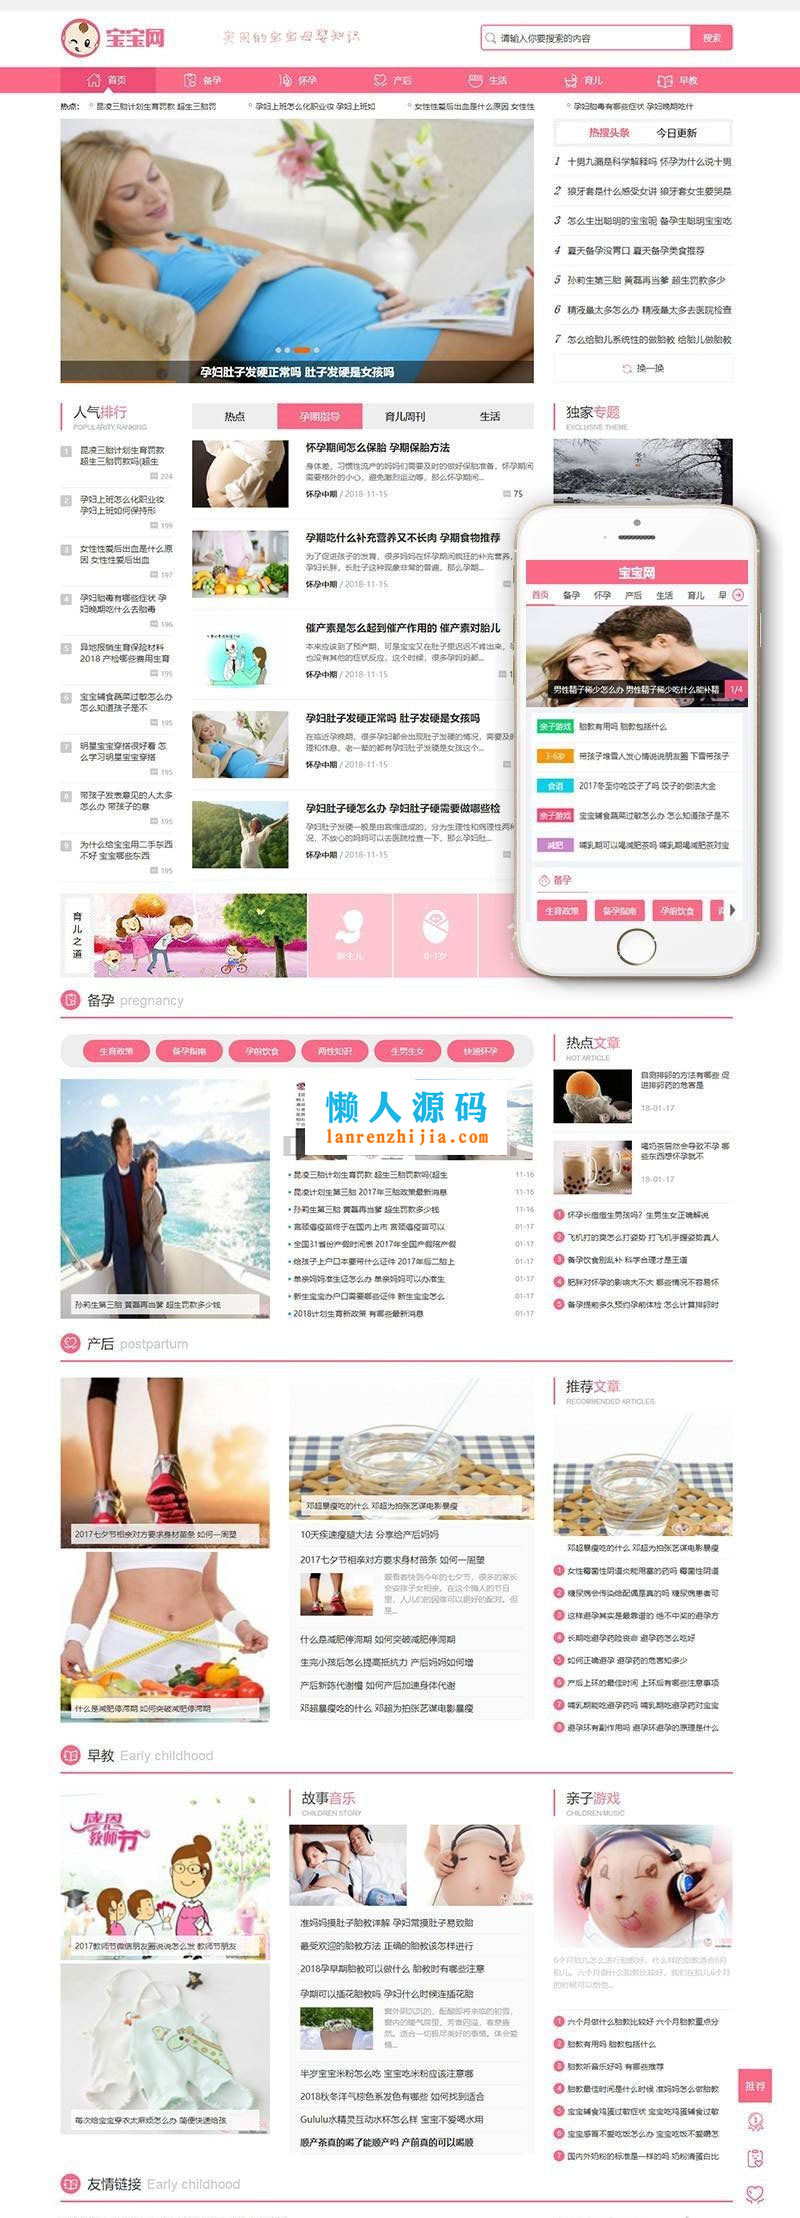 宝宝网
实用的宝宝母婴知识
请输入你要搜索的内容
搜索
首页 备孕 怀孕 产后 生活 育儿 早教
热点: 昆凌三胎计划生育罚款 超生三胎罚 孕妇上班怎么化职业妆 孕妇上班如 女性性爱后出血是什么原因 女性性 孕妇胎毒有哪些症状 孕妇晚期吃什
孕妇肚子发硬正常吗 肚子发硬是女孩吗
热搜头条 今日更新
1 十男九漏是科学解释吗 怀孕为什么说十男
2 狼牙套是什么感受女讲 狼牙套女生要哭是
3 怎么生出聪明的宝宝呢 备孕生聪明宝宝吃
4 夏天备孕没胃口 夏天备孕美食推荐
5 孙莉生第三胎 黄磊再当爹 超生罚款多少
6 精液量太多怎么办 精液量太多去医院检查
7 怎么给胎儿系统性的做胎教 给胎儿做胎教
换一换
人气排行
POPULARITY RANKING
1 昆凌三胎计划生育罚款
超生三胎罚款吗(超生
224
2 孕妇上班怎么化职业妆
孕妇上班如何保持形
199
3 女性性爱后出血是什么原
因 女性性爱后出血
197
4 孕妇胎毒有哪些症状 孕
妇晚期吃什么去胎毒
196
5 异地报销生育保险材料
2018 产检哪些费用生育
195
6 宝宝辅食蔬菜过敏怎么办
怎么知道孩子是不
195
7 明星宝宝穿搭很好看 怎
么学习明星宝宝穿搭
195
8 带孩子发表意见的人太多
怎么办 带孩子的意
195
9 为什么给宝宝用二手东西
不好 宝宝哪些东西
195
热点 孕期指导 育儿周刊 生活
怀孕期间怎么保胎 孕期保胎方法
身体差，习惯性流产的妈妈们需要及时的做好保胎准备，怀孕期间
需要格外的小心，避免激烈运动等，那么怀孕期间...
怀孕中期 / 2018-11-15 75
孕期吃什么补充营养又不长肉 孕期食物推荐
为了促进孩子的发育，很多妈妈在怀孕期间疯狂的补充营养，
孕妇长胖，长肚这种现象非常的普遍，那么孕期...
怀孕中期 / 2018-11-15
催产素是怎么起到催产作用的 催产素对胎儿
本来应该到了预产期，可是宝宝又在肚子里迟迟不肯出来，
也没有其他的症状反应，这个时候，很多妈妈都...
怀孕中期 / 2018-11-15
孕妇肚子发硬正常吗 肚子发硬是女孩吗
在临近孕晚期，很多孕妇都会出现肚子发硬的情况，需要及时
理和休息，老一辈的都有孕妇肚子发硬是女孩这个...
怀孕中期 / 2018-11-15
孕妇肚子硬怎么办 孕妇肚子硬需要做哪些检
孕妇肚子发硬一般是由宫缩造成的，分为生理性和病理性两种
况，不放心的妈妈可以去医院检查一下，那么孕妇肚...
怀孕中期 / 2018-11-15
独家专题
EXCLUSIVE THEME
冬至
宝宝网
首页 备孕 怀孕 产后 生活 育儿 早
男性精子稀少怎么办 男性精子稀少吃什么能补精 1/4
亲子游戏 胎教有用吗 胎教包括什么
3-6岁 带孩子堆雪人发心情说说朋友圈 下雪带孩子
食谱 2017冬至你吃饺子了吗 饺子的做法大全
亲子游戏 宝宝辅食蔬菜过敏怎么办 怎么知道孩子是不
减肥 哺乳期可以喝减肥茶吗 哺乳期喝减肥茶对宝
备孕
生育政策 备孕指南 孕前饮食
育儿之道
新生儿 0-1岁
备孕 pregnancy
生育政策 备孕指南 孕前饮食 两性知识 生男生女 快速怀孕
孙莉生第三胎 黄磊再当爹 超生罚款多少钱
懒人源码
lanrenzhijia.com
昆凌三胎计划生育罚款 超生三胎罚款吗(超生 11-16
昆凌计划生第三胎 2017年三胎政策最新消息 11-16
孙莉生第三胎 黄磊再当爹 超生罚款多少钱 11-16
宫颈癌疫苗终于在国内上市 宫颈癌疫苗可以 01-17
全国31省份产假时间表 2017年全国产假陪产假 01-17
给孩子上户口本要带什么证件 2017年后二胎上 01-17
单亲妈妈准生证怎么办 单亲妈妈可以办准生 01-17
新生宝宝办户口需要哪些证件 新生宝宝怎么 01-17
2018计划生育新政策 有哪些最新消息 01-17
热点文章
HOT ARTICLE
自测排卵的方法有哪些 促
进排卵药的危害是
18-01-17
喝奶茶居然会导致不孕 哪
些东西想怀孕就不
18-01-17
1 怀孕长痘痘生男孩吗？生男生女正确解说
2 飞机打的爽怎么打姿势 打飞机手握姿势真人
3 备孕饮食别乱补 科学合理才是王道
4 肥胖对怀孕的影响大不大 哪些情况不容易怀
5 备孕提前多久预约孕前体检 怎么计算排卵时
产后 postpartum
2017七夕节相亲对方要求身材苗条 如何一周塑
什么是减肥停滞期 如何突破减肥停滞期
邓超暴瘦吃的什么 邓超为拍张艺谋电影暴瘦
10天疾速瘦腿大法 分享给产后妈妈
2017七夕节相亲对方要求身材苗条 如何一周塑
眼看着快到今年的七夕节，很多的家长
会安排子女相亲。在这个情人的节日
里，人儿们的因缘可以更好的配对。但
是...
什么是减肥停滞期 如何突破减肥停滞期
生完小孩后怎么提高抵抗力 产后妈妈如何增
产后新陈代谢慢 如何产后加速身体代谢
邓超暴瘦吃的什么 邓超为拍张艺谋电影暴瘦
推荐文章
RECOMMENDED ARTICLES
邓超暴瘦吃的什么 邓超为拍张艺谋电影暴瘦
1 女性霉菌性阴道炎能用塞的药吗 霉菌性阴道
2 糖尿病会传染给配偶是真的吗 糖尿病患者可
3 这样避孕其实是最靠谱的 绝不中奖的避孕方
4 长期吃避孕药险丧命 避孕药怎么吃好
5 如何正确避孕 避孕药的危害知多少
6 产后上环的最佳时间 上环后有哪些注意事项
7 哺乳期能吃避孕药吗 哺乳期吃避孕药对宝宝
8 避孕环有副作用吗 避孕环避孕的原理是什么
早教 Early childhood
感恩教师节
2017教师节微信朋友圈说说怎么发 教师节朋友
每次给宝宝穿衣太麻烦怎么办 简便快速给孩
故事音乐
CHILDREN STORY
准妈妈摸肚子胎教详解 孕妇常摸肚子易致胎
最受欢迎的胎教方法 正确的胎教该怎样进行
2018孕早期胎教可以做什么 胎教时有哪些注意
孕期可以插花胎教吗 孕妇什么时候连插花胎
窗外阴沉沉的，酝酿即将来临的初雪，
窗内的暖气房里，芳香四溢，春意盎
然。适合一切极尽美好的事情。体会爱
情...
半岁宝宝米粉怎么吃 宝宝吃米粉应该注意哪
2018秋冬洋气棕色系发色有哪些 如何找到适合
Gululu水精灵互动水杯怎么样 宝宝不爱喝水用
顺产茶真的喝了能顺产吗 产前真的可以喝顺
亲子游戏
CHILDREN MUSIC
6个月胎儿怎么进行胎教好，什么样的胎教适合6月
胎儿。六个月做什么胎教比较好，我们在胎儿6个月
的时候可以给他...
1 六个月做什么胎教比较好 六个月胎教重点分
2 胎教有用吗 胎教包括什么
3 胎教听音乐好吗 有哪些推荐
4 胎教最佳时间是什么时候 准妈妈怎么做胎教
5 宝宝辅食鸡蛋过敏症状 宝宝吃鸡蛋辅食过敏
6 宝宝感冒不爱吃饭怎么办 宝宝吃饭不爱嚼怎
7 国内外奶粉的标准是一样的吗 奶粉清蛋白比
推荐
友情链接 Early childhood